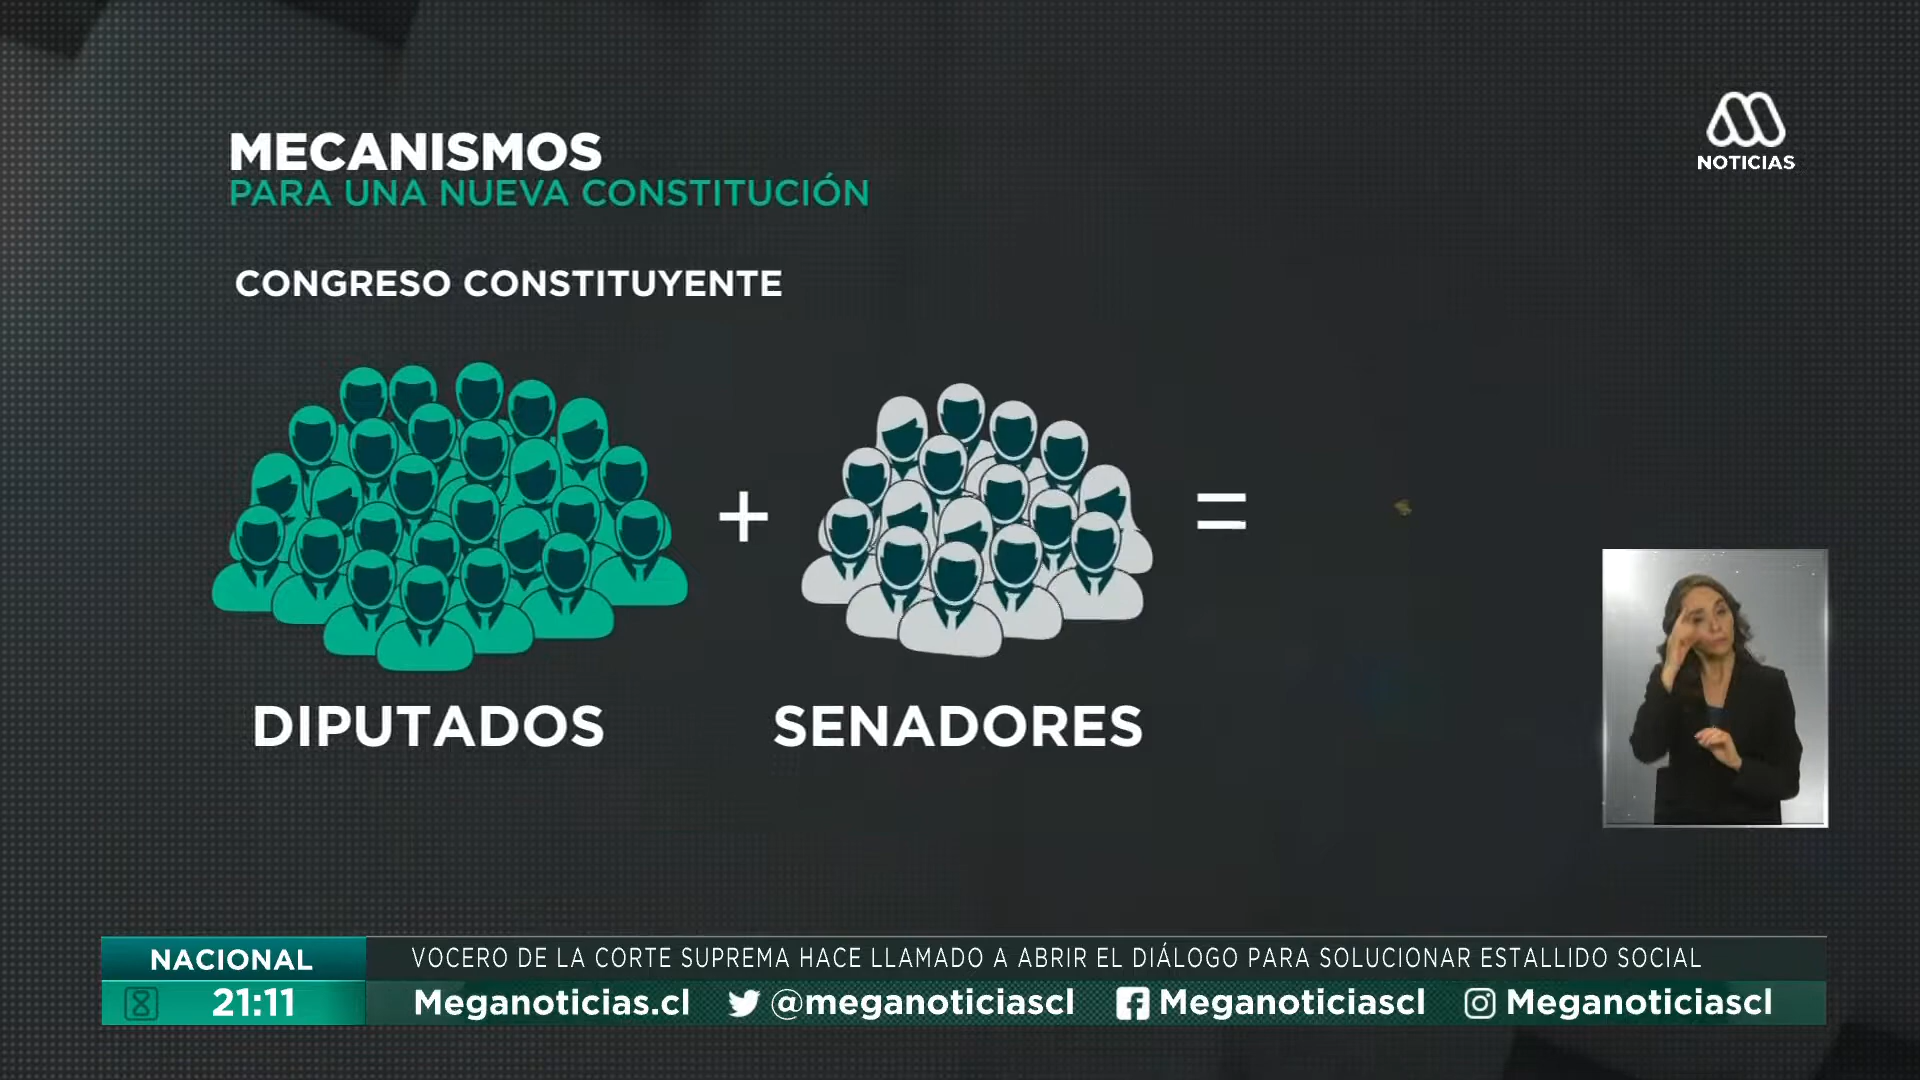 MECANISMOS
PARA UNA NUEVA CONSTITUCIÓN
NOTICIAS
CONGRESO CONSTITUYENTE
+
=
DIPUTADOS
SENADORES
NACIONAL
VOCERO DE LA CORTE SUPREMA HACE LLAMADO A ABRIR EL DIÁLOGO PARA SOLUCIONAR ESTALLIDO SOCIAL
21:11
Meganoticias.cl @meganoticiascl Meganoticiascl Meganoticiascl